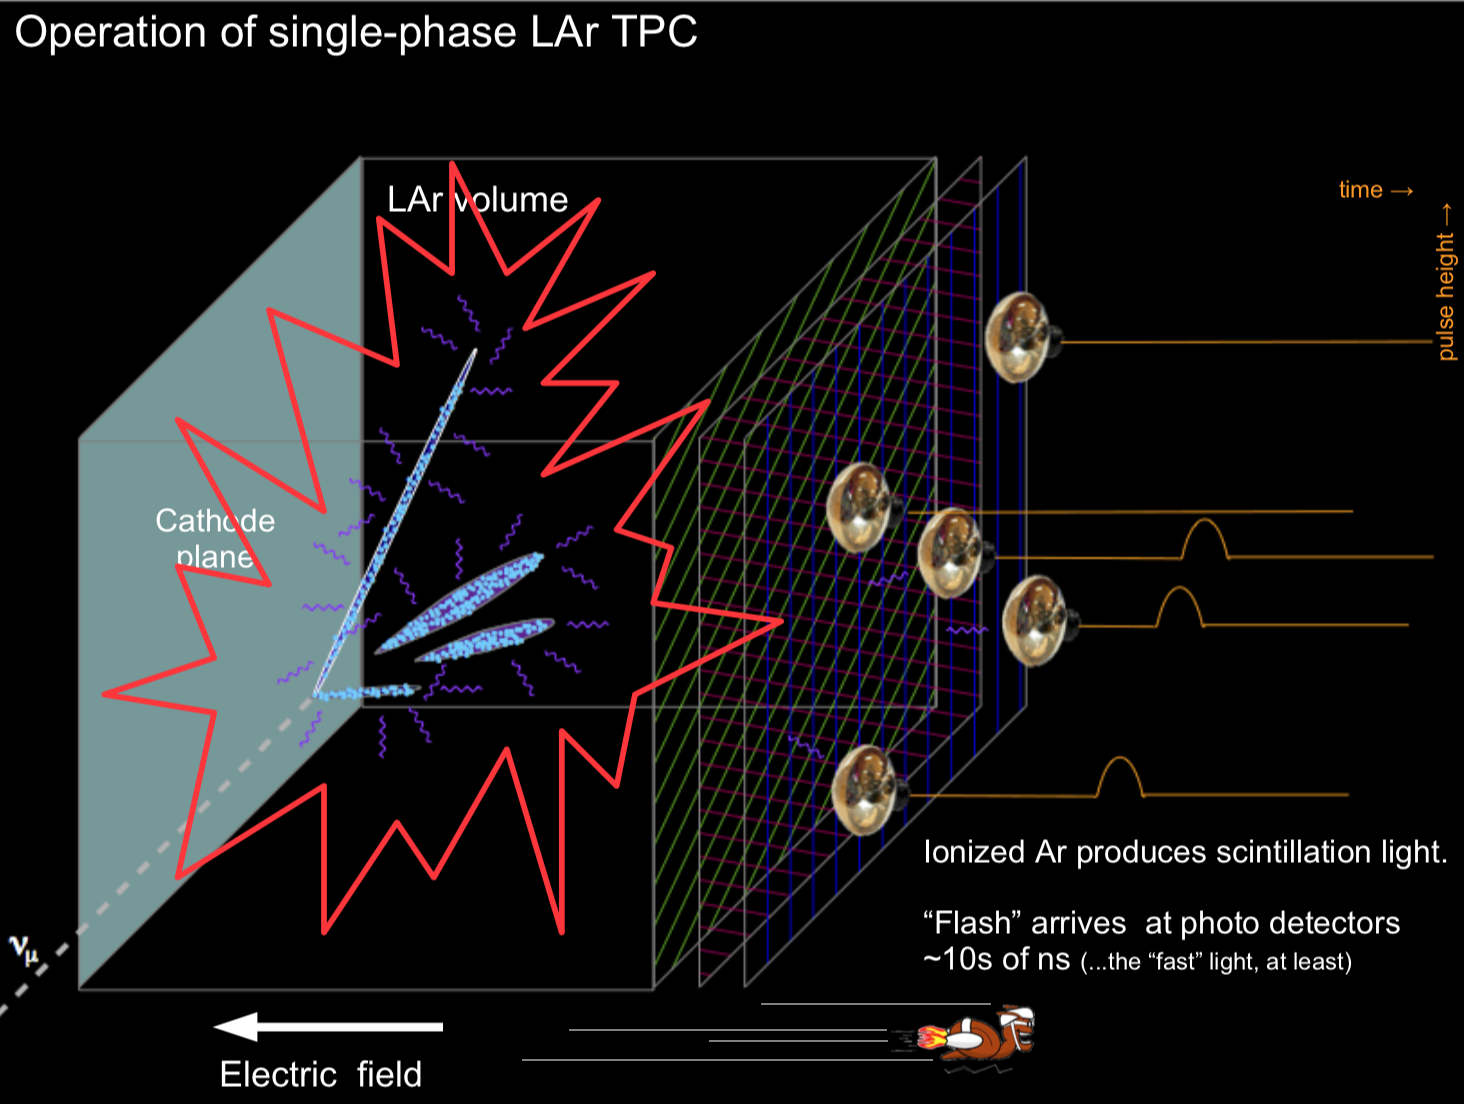 Operation of single-phase LAr TPC
LAr volume
time →
pulse height →
Cathode
plane
Ionized Ar produces scintillation light.
“Flash” arrives at photo detectors
~10s of ns (...the “fast” light, at least)
νμ
Electric field